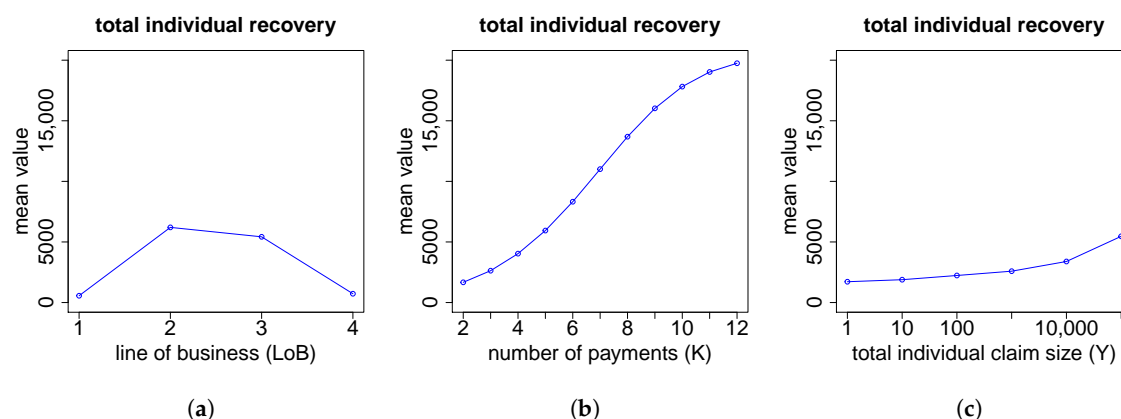 total individual recovery
mean value
0 5000 15,000
1 2 3 4
line of business (LoB)
(a)
total individual recovery
mean value
0 5000 15,000
2 4 6 8 10 12
number of payments (K)
(b)
total individual recovery
mean value
0 5000 15,000
1 10 100 10,000
total individual claim size (Y)
(c)